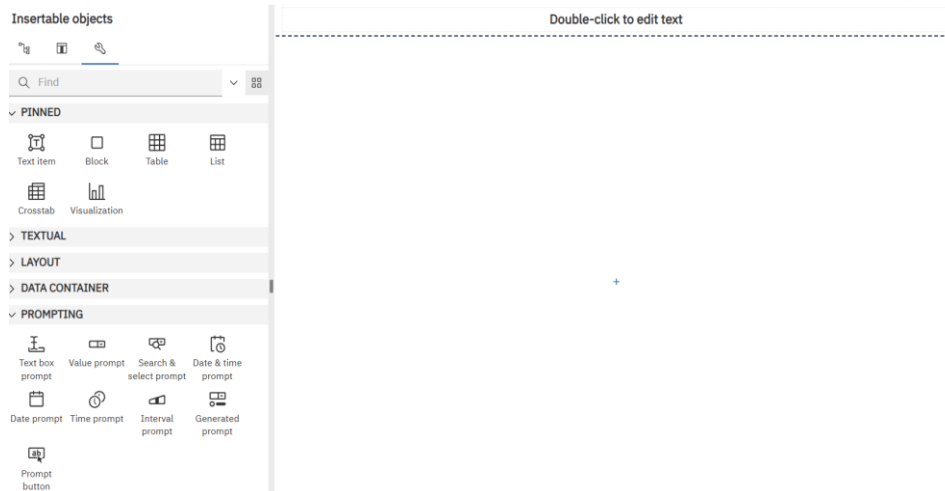 Insertable objects
Double-click to edit text
Find
PINNED
Text item
Block
Table
List
Crosstab
Visualization
TEXTUAL
LAYOUT
DATA CONTAINER
PROMPTING
Text box
prompt
Value prompt
Search &
select prompt
Date & time
prompt
Date prompt
Time prompt
Interval
prompt
Generated
prompt
Prompt
button